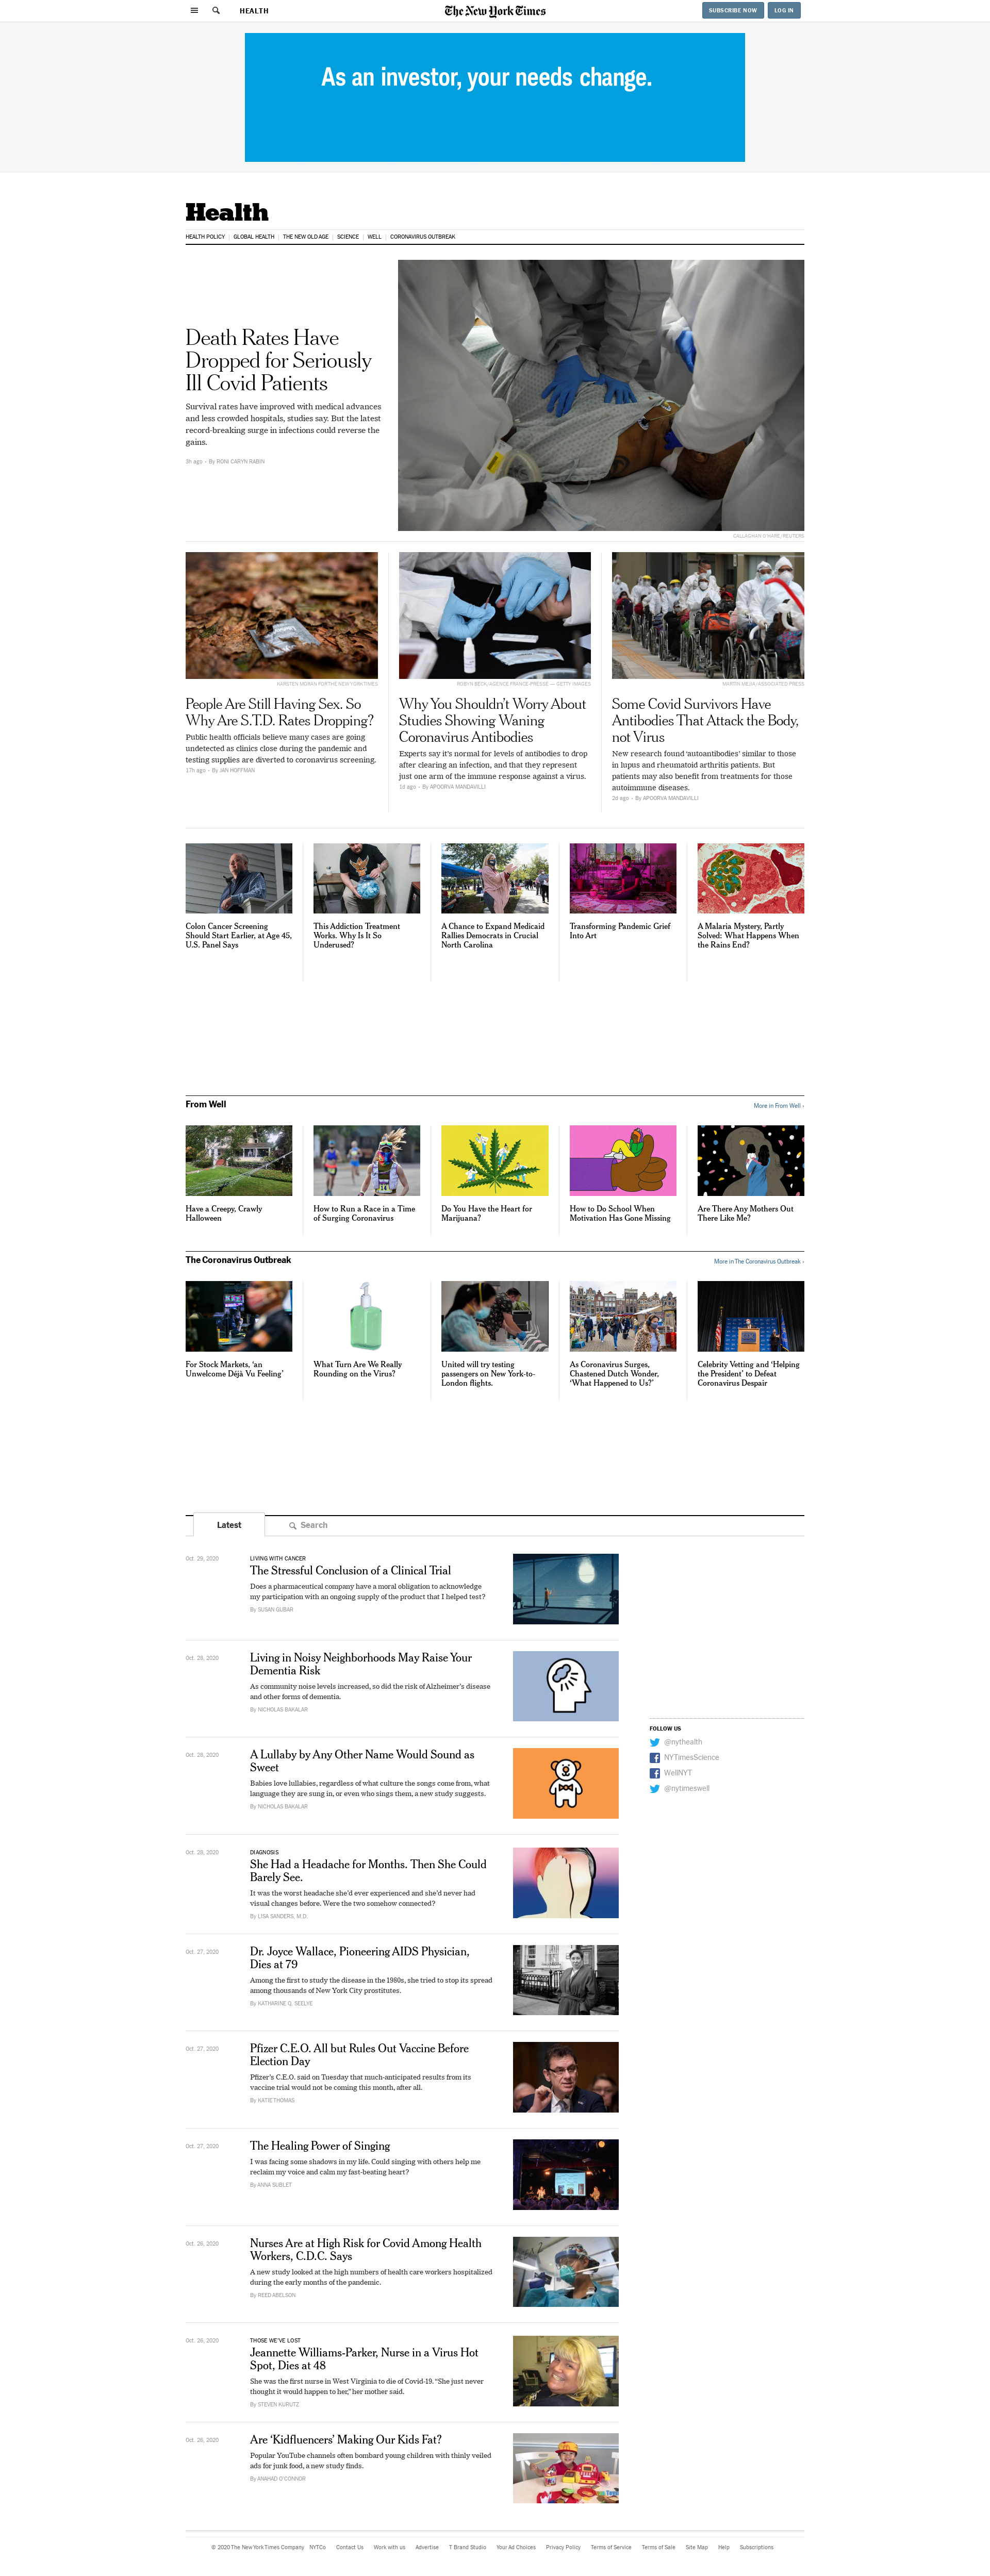 HEALTH
The New York Times
SUBSCRIBE NOW
LOG IN
As an investor, your needs change.
Health
HEALTH POLICY
GLOBAL HEALTH
THE NEW OLD AGE
SCIENCE
WELL
CORONAVIRUS OUTBREAK
Death Rates Have
Dropped for Seriously
Ill Covid Patients
Survival rates have improved with medical advances
and less crowded hospitals, studies say. But the latest
record-breaking surge in infections could reverse the
gains.
3h ago - By RONI CARYN RABIN
CALLAGHAN O'HARE, REUTERS
KARSTEN MORAN FOR THE NEW YORK TIMES
People Are Still Having Sex. So
Why Are S.T.D. Rates Dropping?
Public health officials believe many cases are going
undetected as clinics close during the pandemic and
testing supplies are diverted to coronavirus screening.
17h ago - By JAN HOFFMAN
ROBYN BECK/AGENCE FRANCE-PRESSE — GETTY IMAGES
Why You Shouldn't Worry About
Studies Showing Waning
Coronavirus Antibodies
Experts say it's normal for levels of antibodies to drop
after clearing an infection, and that they represent
just one arm of the immune response against a virus.
1d ago - By APOORVA MANDAVILLI
MARTIN MEJIA/ASSOCIATED PRESS
Some Covid Survivors Have
Antibodies That Attack the Body,
not Virus
New research found 'autoantibodies' similar to those
in lupus and rheumatoid arthritis patients. But
patients may also benefit from treatments for those
autoimmune diseases.
2d ago - By APOORVA MANDAVILLI
Colon Cancer Screening
Should Start Earlier, at Age 45,
U.S. Panel Says
This Addiction Treatment
Works. Why Is It So
Underused?
A Chance to Expand Medicaid
Rallies Democrats in Crucial
North Carolina
Transforming Pandemic Grief
Into Art
A Malaria Mystery, Partly
Solved: What Happens When
the Rains End?
From Well
More in From Well ›
Have a Creepy, Crawly
Halloween
How to Run a Race in a Time
of Surging Coronavirus
Do You Have the Heart for
Marijuana?
How to Do School When
Motivation Has Gone Missing
Are There Any Mothers Out
There Like Me?
The Coronavirus Outbreak
More in The Coronavirus Outbreak ›
For Stock Markets, 'an
Unwelcome Déjà Vu Feeling'
What Turn Are We Really
Rounding on the Virus?
United will try testing
passengers on New York-to-
London flights.
As Coronavirus Surges,
Chastened Dutch Wonder,
'What Happened to Us?'
Celebrity Vetting and 'Helping
the President' to Defeat
Coronavirus Despair
Latest
Search
Oct. 29, 2020
LIVING WITH CANCER
The Stressful Conclusion of a Clinical Trial
Does a pharmaceutical company have a moral obligation to acknowledge
my participation with an ongoing supply of the product that I helped test?
By SUSAN GUBAR
Oct. 28, 2020
Living in Noisy Neighborhoods May Raise Your
Dementia Risk
As community noise levels increased, so did the risk of Alzheimer's disease
and other forms of dementia.
By NICHOLAS BAKALAR
Oct. 28, 2020
A Lullaby by Any Other Name Would Sound as
Sweet
Babies love lullabies, regardless of what culture the songs come from, what
language they are sung in, or even who sings them, a new study suggests.
By NICHOLAS BAKALAR
Oct. 28, 2020
DIAGNOSIS
She Had a Headache for Months. Then She Could
Barely See.
It was the worst headache she'd ever experienced and she'd never had
visual changes before. Were the two somehow connected?
By LISA SANDERS, M.D.
Oct. 27, 2020
Dr. Joyce Wallace, Pioneering AIDS Physician,
Dies at 79
Among the first to study the disease in the 1980s, she tried to stop its spread
among thousands of New York City prostitutes.
By KATHARINE Q. SEELYE
Oct. 27, 2020
Pfizer C.E.O. All but Rules Out Vaccine Before
Election Day
Pfizer's C.E.O. said on Tuesday that much-anticipated results from its
vaccine trial would not be coming this month, after all.
By KATIE THOMAS
Oct. 27, 2020
The Healing Power of Singing
I was facing some shadows in my life. Could singing with others help me
reclaim my voice and calm my fast-beating heart?
By ANNA SUBLET
Oct. 26, 2020
Nurses Are at High Risk for Covid Among Health
Workers, C.D.C. Says
A new study looked at the high numbers of health care workers hospitalized
during the early months of the pandemic.
By REED ABELSON
Oct. 26, 2020
THOSE WE'VE LOST
Jeannette Williams-Parker, Nurse in a Virus Hot
Spot, Dies at 48
She was the first nurse in West Virginia to die of Covid-19. "She just never
thought it would happen to her," her mother said.
By STEVEN KURUTZ
Oct. 26, 2020
Are 'Kidfluencers' Making Our Kids Fat?
Popular YouTube channels often bombard young children with thinly veiled
ads for junk food, a new study finds.
By ANAHAD O'CONNOR
FOLLOW US
@nythealth
NYTimesScience
WellNYT
@nytimeswell
© 2020 The New York Times Company
NYTCo
Contact Us
Work with us
Advertise
T Brand Studio
Your Ad Choices
Privacy Policy
Terms of Service
Terms of Sale
Site Map
Help
Subscriptions